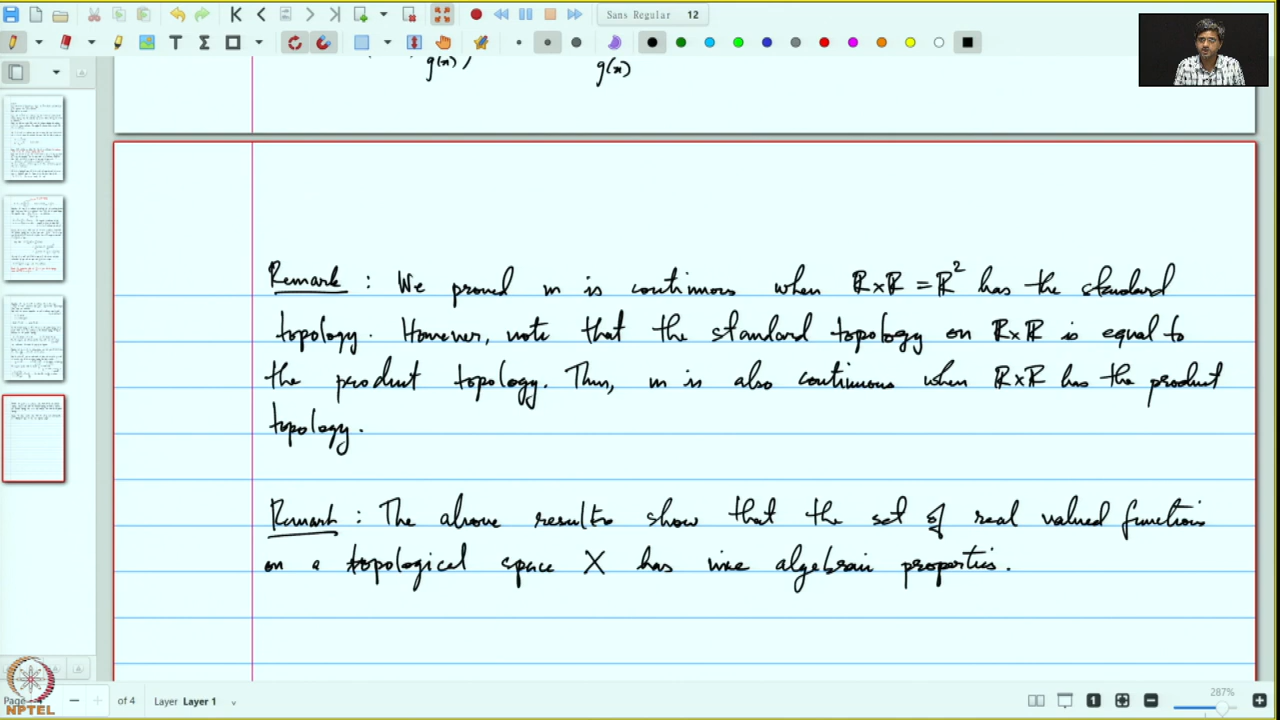 Sans Regular 12
g(x) ,
g(x)
Remark : We proved m is continuous when ℝ×ℝ = ℝ² has the standard
topology. However, note that the standard topology on ℝ×ℝ is equal to
the product topology. Thus, m is also continuous when ℝ×ℝ has the product
topology.
Remark : The above results show that the set of real valued functions
on a topological space X has nice algebraic properties.
NPTEL
Page
of 4
Layer Layer 1
287%